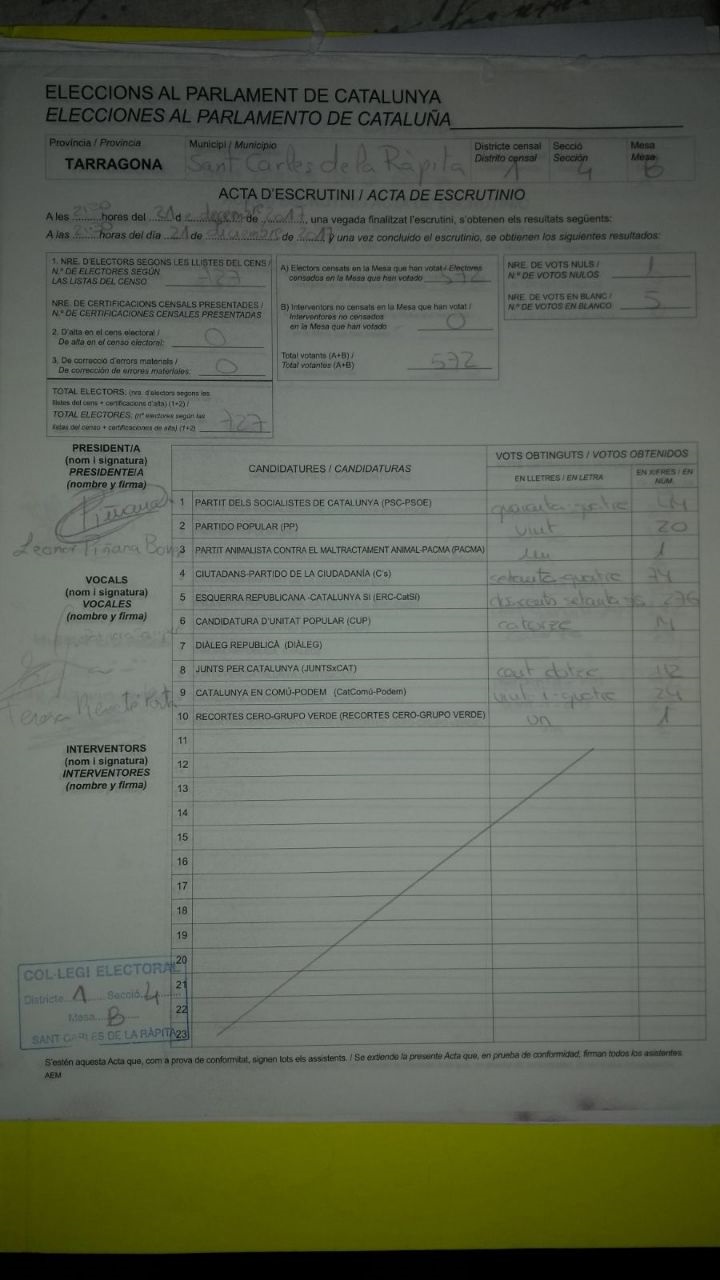 ELECCIONS AL PARLAMENT DE CATALUNYA
ELECCIONES AL PARLAMENTO DE CATALUÑA
Província / Provincia Municipi / Municipio Districte censal Secció Mesa
Distrito censal Sección Mesa
TARRAGONA Sant Carles de la Ràpita 1 4 B
ACTA D'ESCRUTINI / ACTA DE ESCRUTINIO
A les hores del 21 de decembre de 2017, una vegada finalitzat l'escrutini, s'obtenen els resultats següents:
A las horas del día 21 de diciembre de 2017 y una vez concluido el escrutinio, se obtienen los siguientes resultados:
1. NRE. D'ELECTORS SEGONS LES LLISTES DEL CENS /
N.º DE ELECTORES SEGÚN
LAS LISTAS DEL CENSO 727
NRE. DE CERTIFICACIONS CENSALS PRESENTADES /
N.º DE CERTIFICACIONES CENSALES PRESENTADAS
2. D'alta en el cens electoral /
De alta en el censo electoral: 0
3. De correcció d'errors materials /
De corrección de errores materiales: 0
TOTAL ELECTORS: (nre. d'electors segons les
llistes del cens + certificacions d'alta) (1+2) /
TOTAL ELECTORES: (nº electores según las
listas del censo + certificaciones de alta) (1+2) 727
A) Electors censats en la Mesa que han votat / Electores
censados en la Mesa que han votado 572
B) Interventors no censats en la Mesa que han votat /
Interventores no censados
en la Mesa que han votado 0
Total votants (A+B) /
Total votantes (A+B) 572
NRE. DE VOTS NULS /
N.º DE VOTOS NULOS 1
NRE. DE VOTS EN BLANC /
N.º DE VOTOS EN BLANCO 5
PRESIDENT/A
(nom i signatura)
PRESIDENTE/A
(nombre y firma)
Piñana
Leonor Piñana
VOCALS
(nom i signatura)
VOCALES
(nombre y firma)
Teresa
INTERVENTORS
(nom i signatura)
INTERVENTORES
(nombre y firma)
CANDIDATURES / CANDIDATURAS VOTS OBTINGUTS / VOTOS OBTENIDOS
EN LLETRES / EN LETRA EN XIFRES / EN NÚM.
1 PARTIT DELS SOCIALISTES DE CATALUNYA (PSC-PSOE) quaranta-quatre 44
2 PARTIDO POPULAR (PP) vint 20
3 PARTIT ANIMALISTA CONTRA EL MALTRACTAMENT ANIMAL-PACMA (PACMA) un 1
4 CIUTADANS-PARTIDO DE LA CIUDADANÍA (C's) setanta-quatre 74
5 ESQUERRA REPUBLICANA -CATALUNYA SI (ERC-CatSí) 276
6 CANDIDATURA D'UNITAT POPULAR (CUP) catorze 14
7 DIÀLEG REPUBLICÀ (DIÀLEG)
8 JUNTS PER CATALUNYA (JUNTSxCAT) cent dotze 112
9 CATALUNYA EN COMÚ-PODEM (CatComú-Podem) vint-i-quatre 24
10 RECORTES CERO-GRUPO VERDE (RECORTES CERO-GRUPO VERDE) un 1
11
12
13
14
15
16
17
18
19
20
21
22
23
COL·LEGI ELECTORAL
Districte 1 Secció 4
Mesa B
SANT CARLES DE LA RÀPITA
S'estén aquesta Acta que, com a prova de conformitat, signen tots els assistents. / Se extiende la presente Acta que, en prueba de conformidad, firman todos los asistentes.
AEM